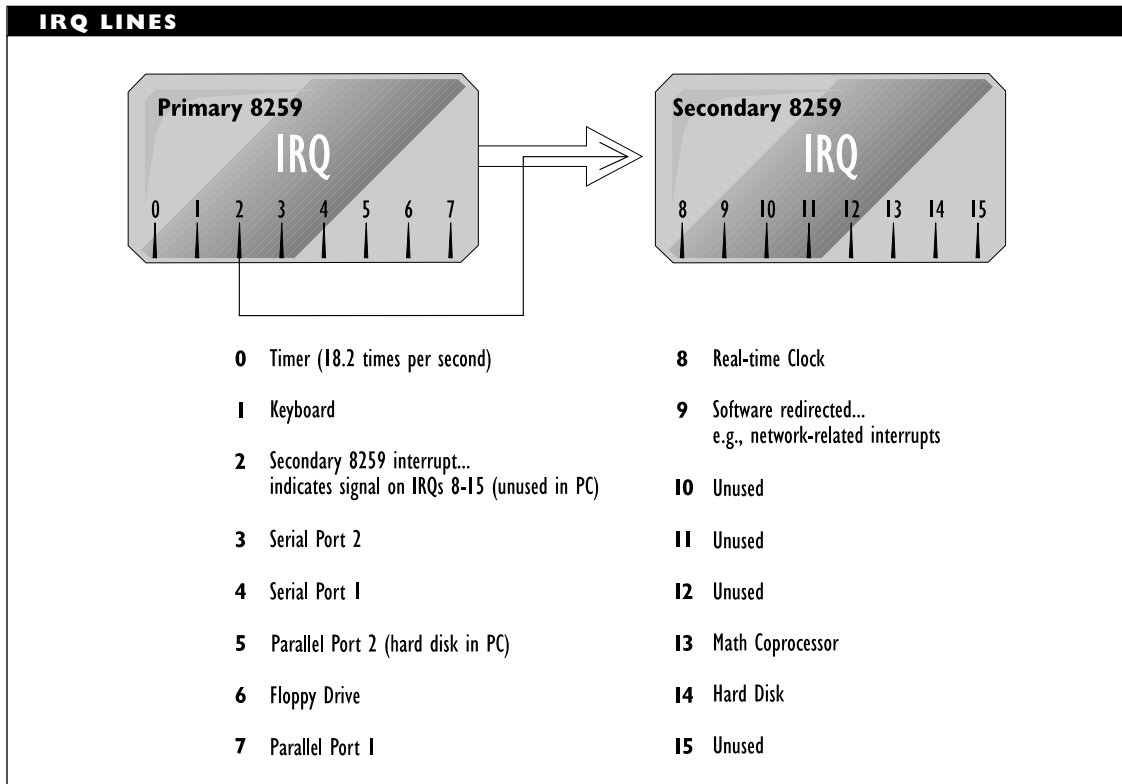 IRQ LINES
Primary 8259
IRQ
0 1 2 3 4 5 6 7
Secondary 8259
IRQ
8 9 10 11 12 13 14 15
0 Timer (18.2 times per second)
1 Keyboard
2 Secondary 8259 interrupt...
indicates signal on IRQs 8-15 (unused in PC)
3 Serial Port 2
4 Serial Port 1
5 Parallel Port 2 (hard disk in PC)
6 Floppy Drive
7 Parallel Port 1
8 Real-time Clock
9 Software redirected...
e.g., network-related interrupts
10 Unused
11 Unused
12 Unused
13 Math Coprocessor
14 Hard Disk
15 Unused